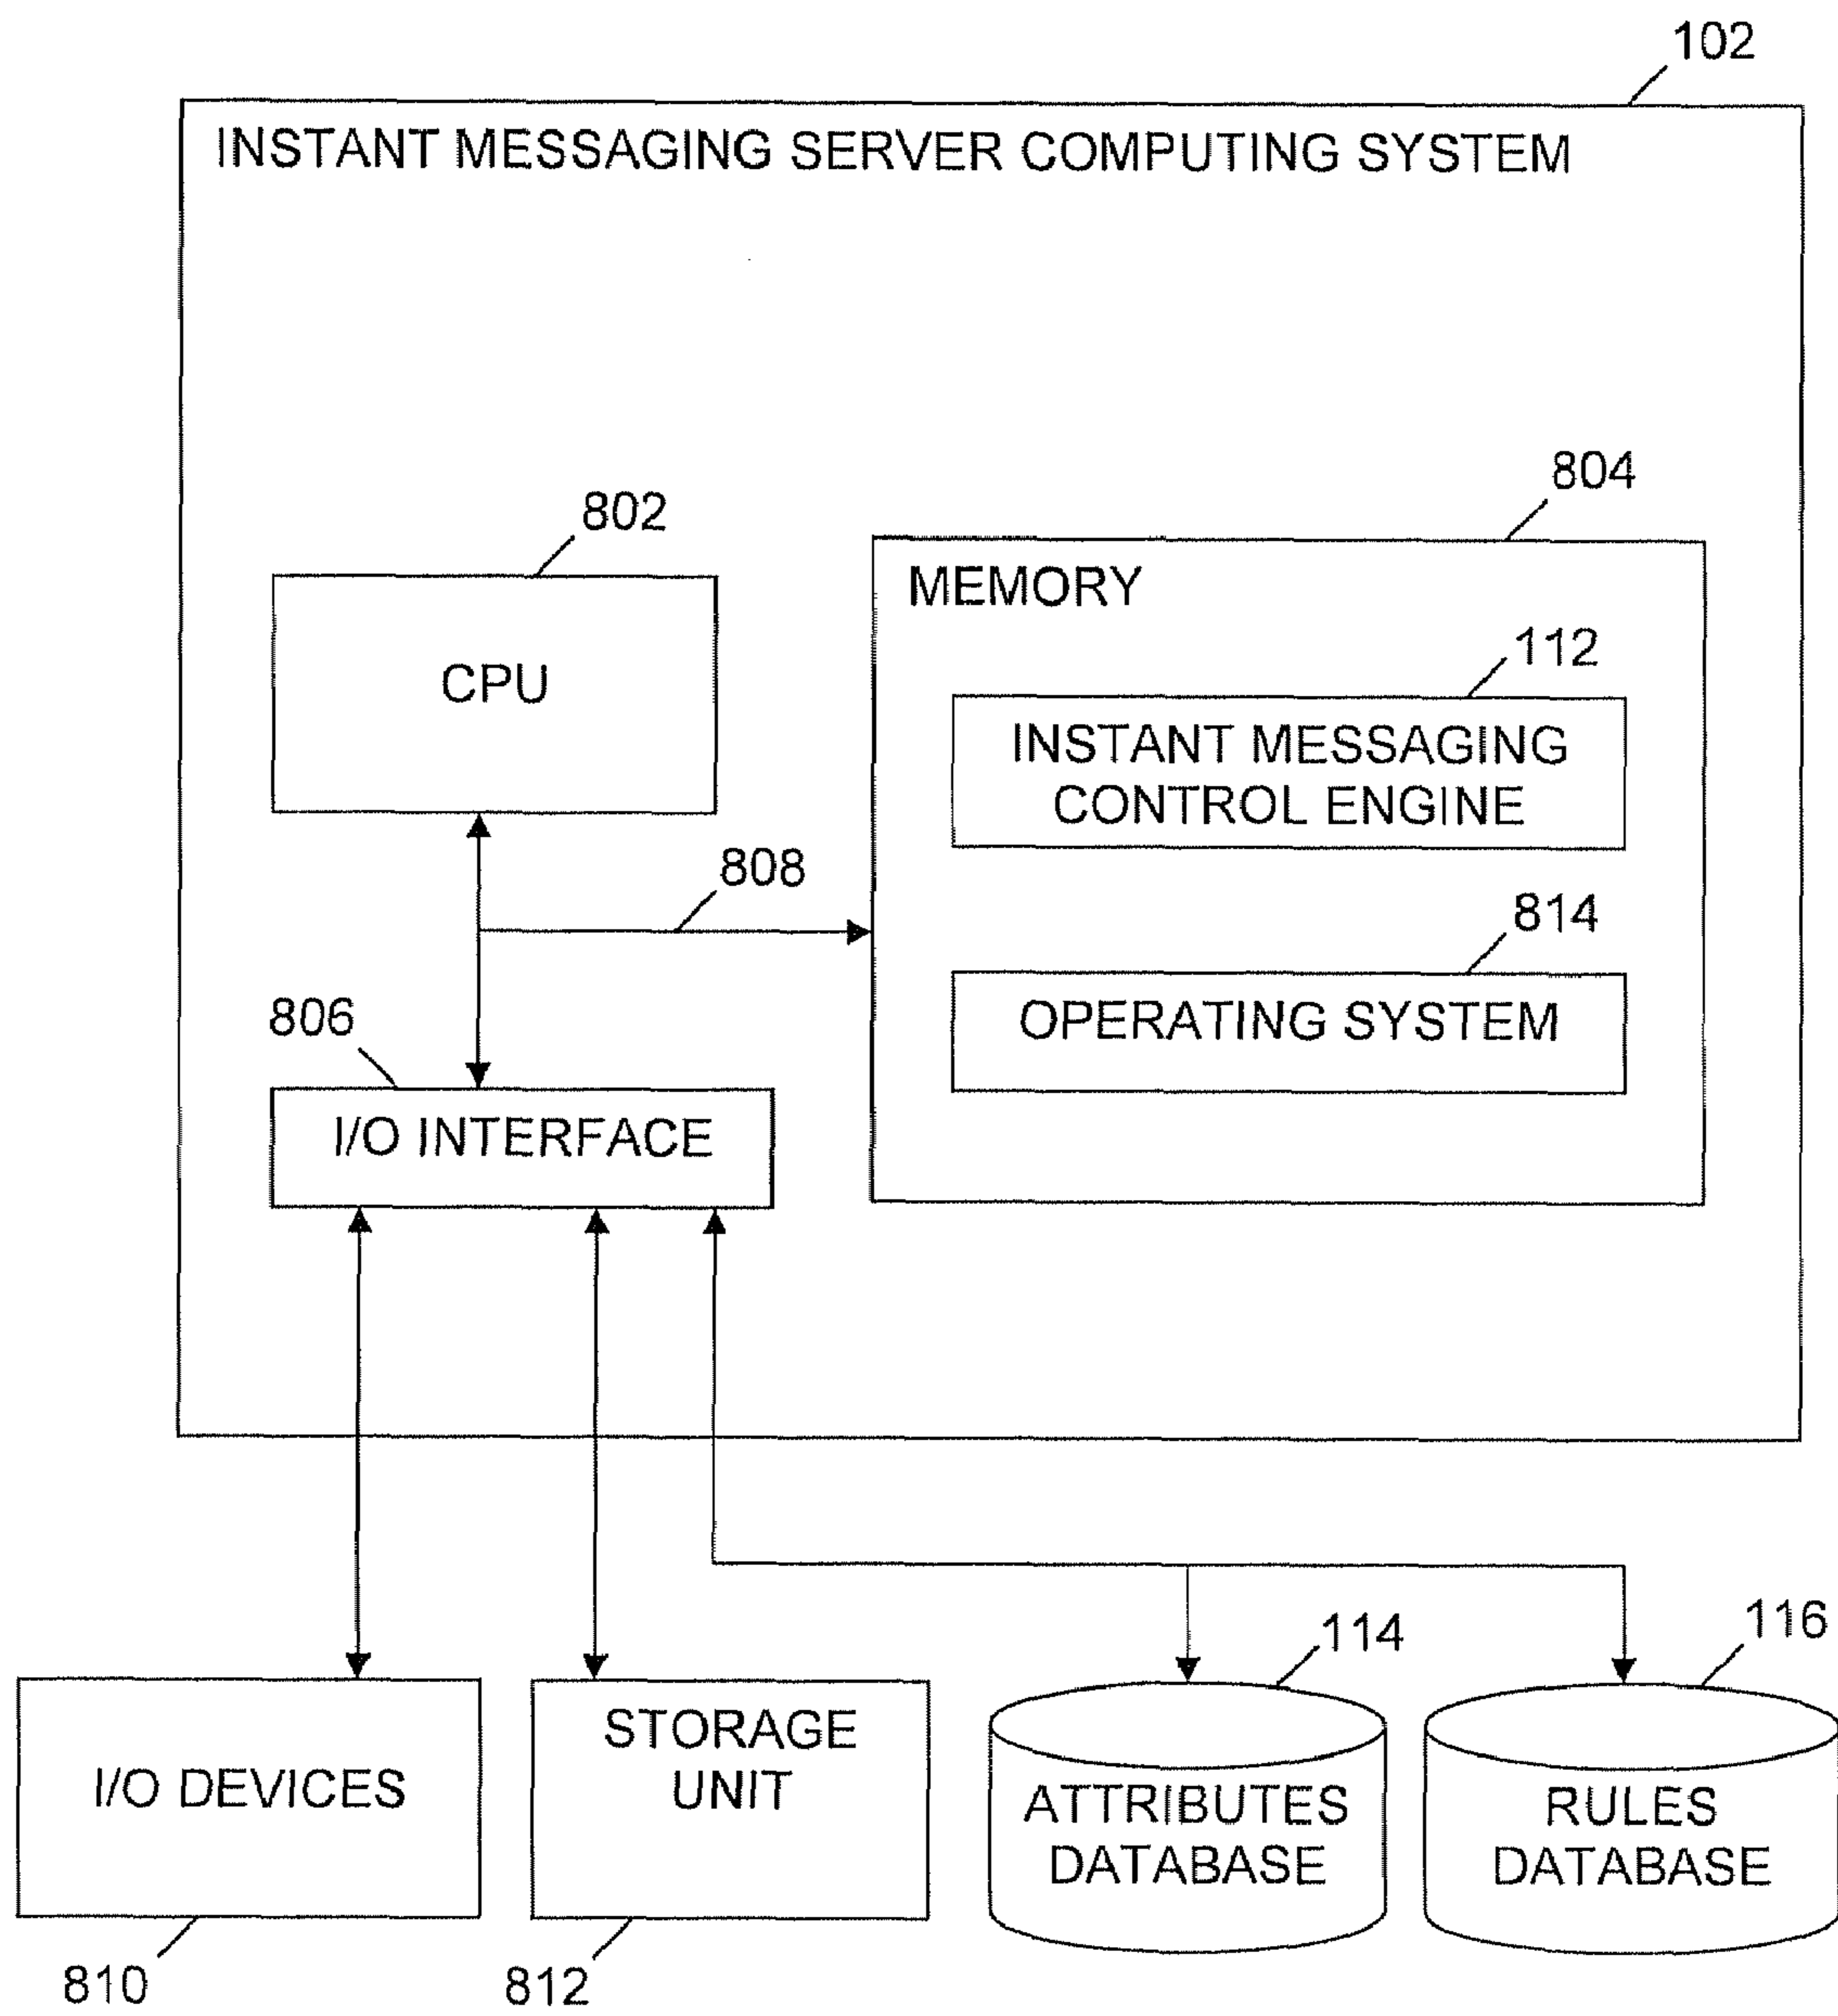 102
INSTANT MESSAGING SERVER COMPUTING SYSTEM
804
802
MEMORY
112
CPU
INSTANT MESSAGING
CONTROL ENGINE
808
814
806
OPERATING SYSTEM
I/O INTERFACE
114
116
I/O DEVICES
STORAGE
UNIT
ATTRIBUTES
DATABASE
RULES
DATABASE
810
812